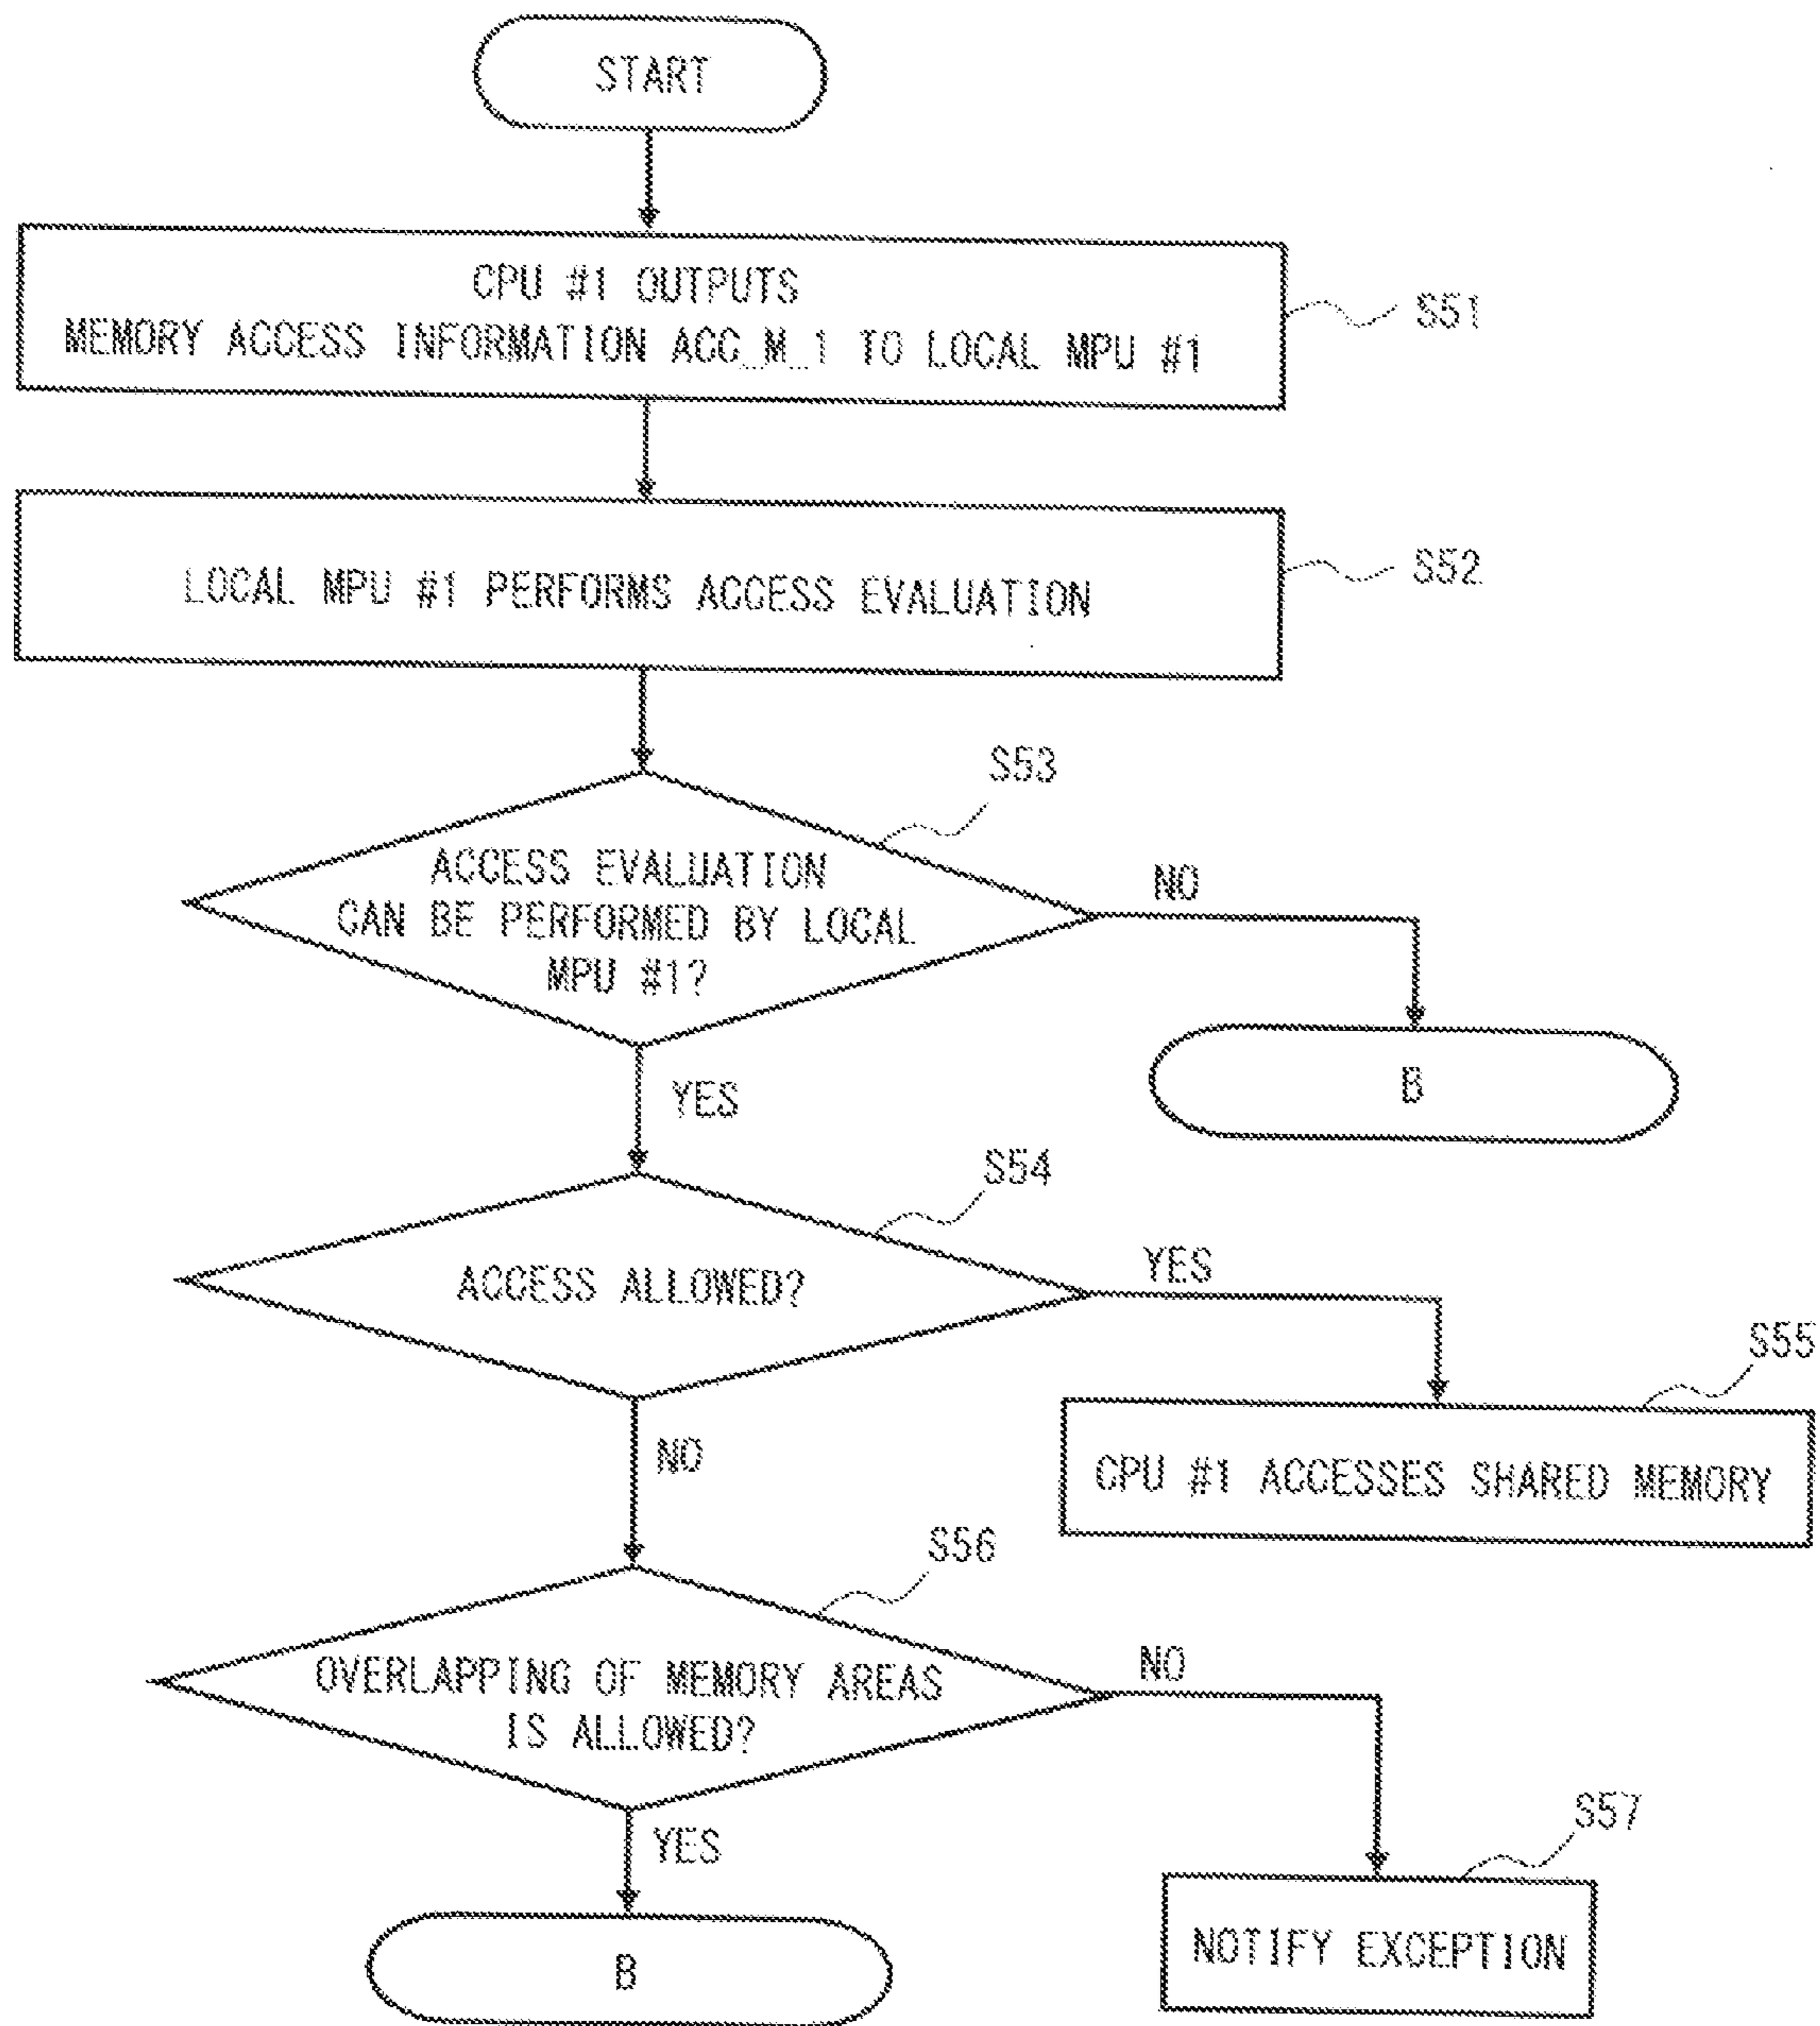 START
CPU #1 OUTPUTS
MEMORY ACCESS INFORMATION ACC_M_1 TO LOCAL MPU #1
S51
LOCAL MPU #1 PERFORMS ACCESS EVALUATION
S52
S53
ACCESS EVALUATION
CAN BE PERFORMED BY LOCAL
MPU #1?
NO
B
YES
S54
ACCESS ALLOWED?
YES
S55
CPU #1 ACCESSES SHARED MEMORY
NO
S56
OVERLAPPING OF MEMORY AREAS
IS ALLOWED?
NO
S57
NOTIFY EXCEPTION
YES
B